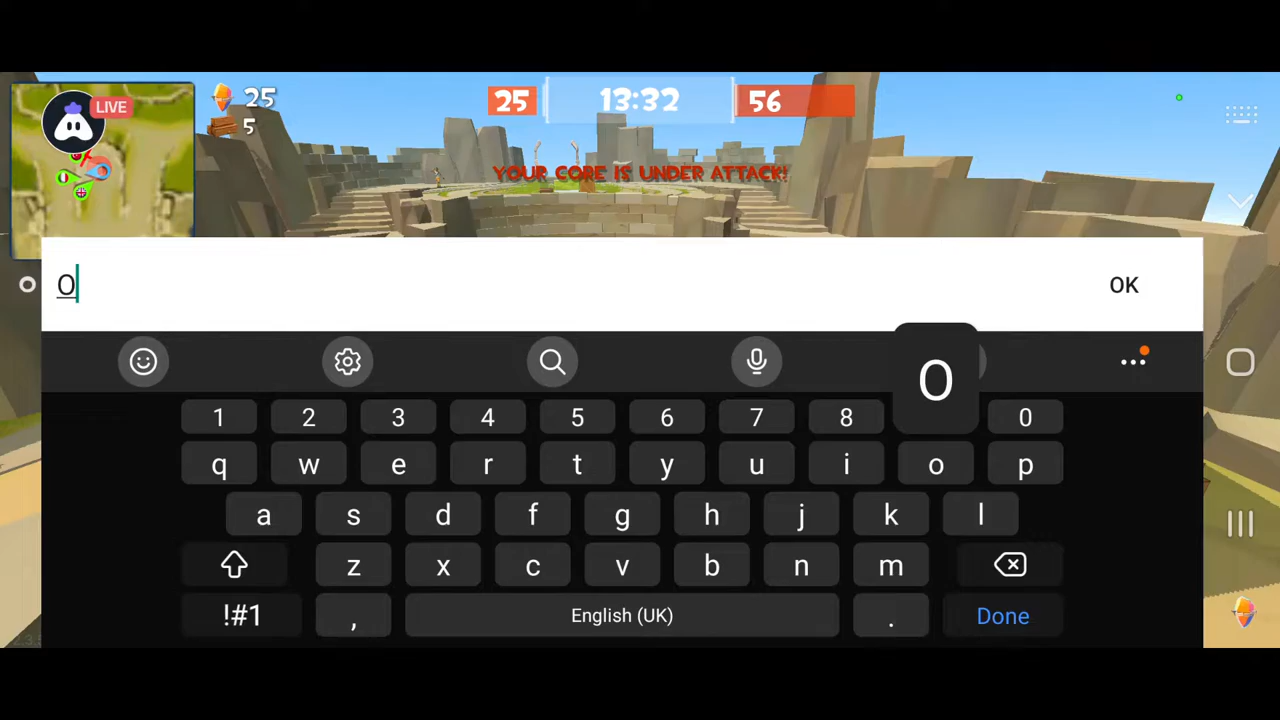 LIVE
25
5
25
13:32
56
YOUR CORE IS UNDER ATTACK!
O
OK
O
1 2 3 4 5 6 7 8 0
q w e r t y u i o p
a s d f g h j k l
z x c v b n m
!#1 , English (UK) . Done